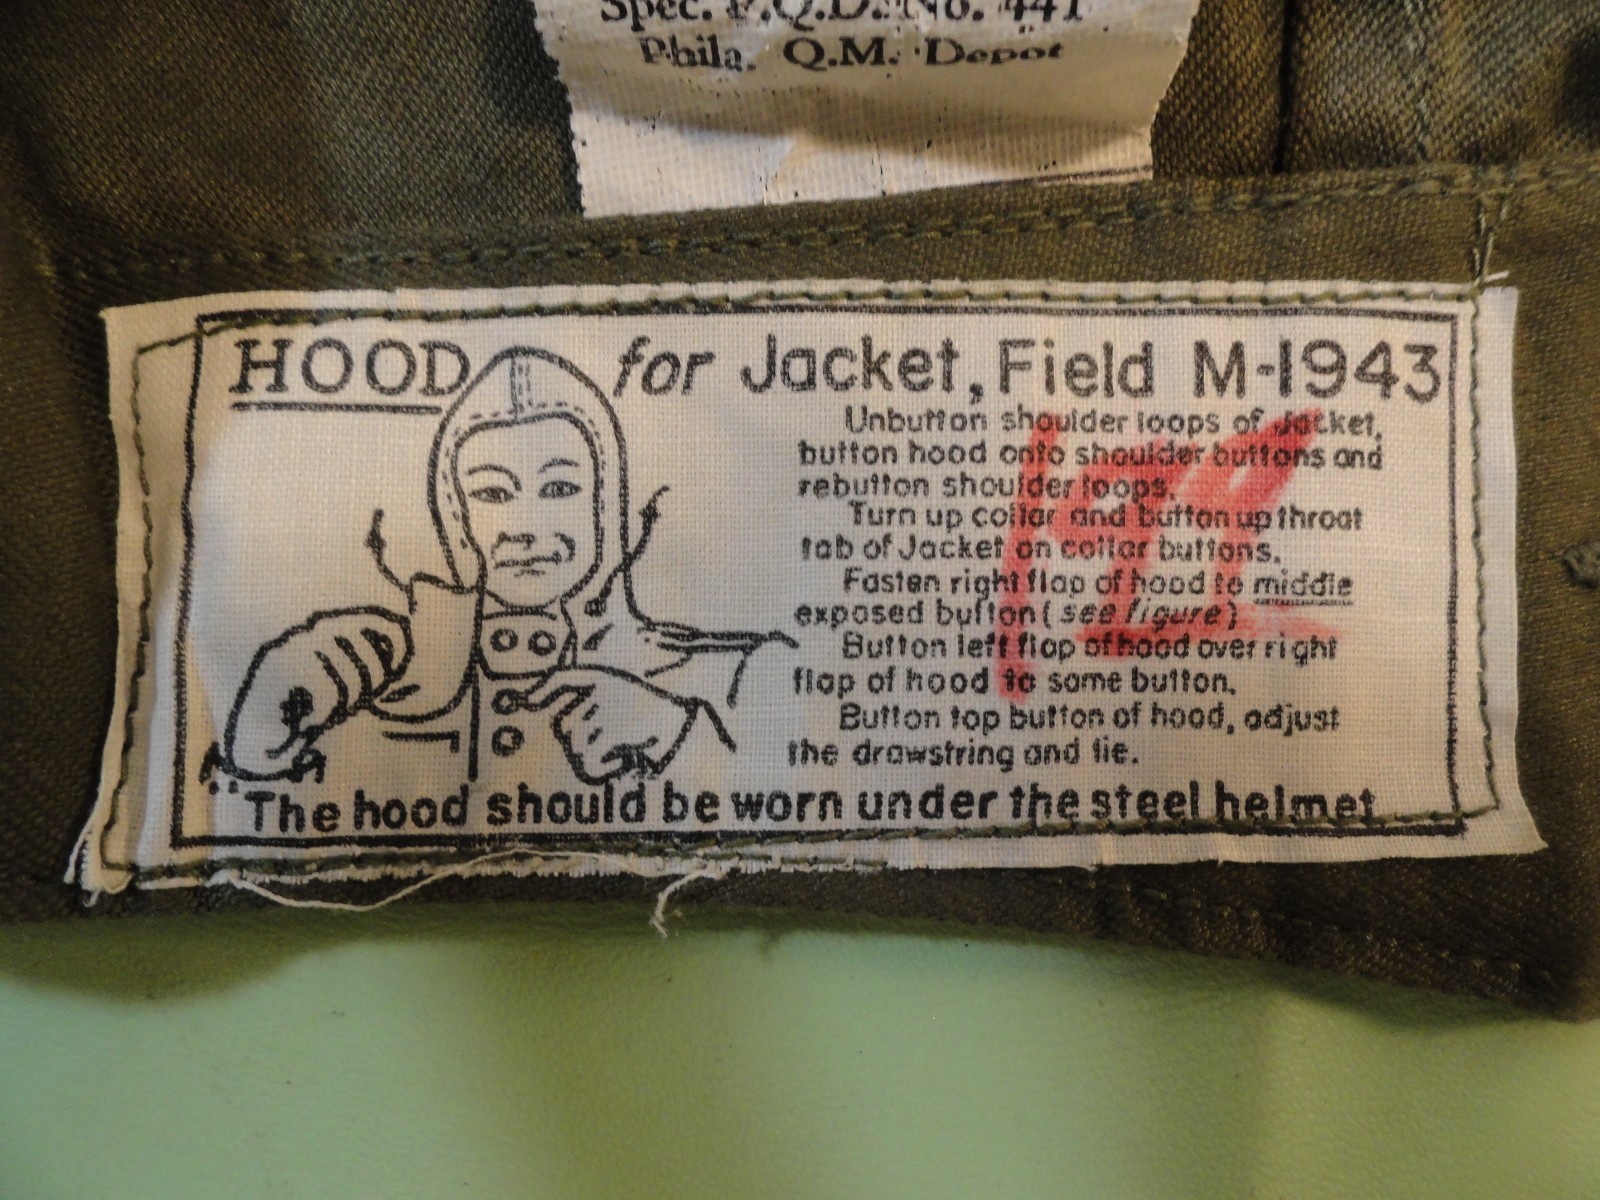 Spec. P.Q.D. No. 441
Phila. Q.M. Depot
HOOD for Jacket, Field M-1943
Unbutton shoulder loops of Jacket,
button hood onto shoulder buttons and
rebutton shoulder loops.
Turn up collar and button up throat
tab of Jacket on collar buttons.
Fasten right flap of hood to middle
exposed button (see figure)
Button left flap of hood over right
flap of hood to same button.
Button top button of hood, adjust
the drawstring and tie.
The hood should be worn under the steel helmet